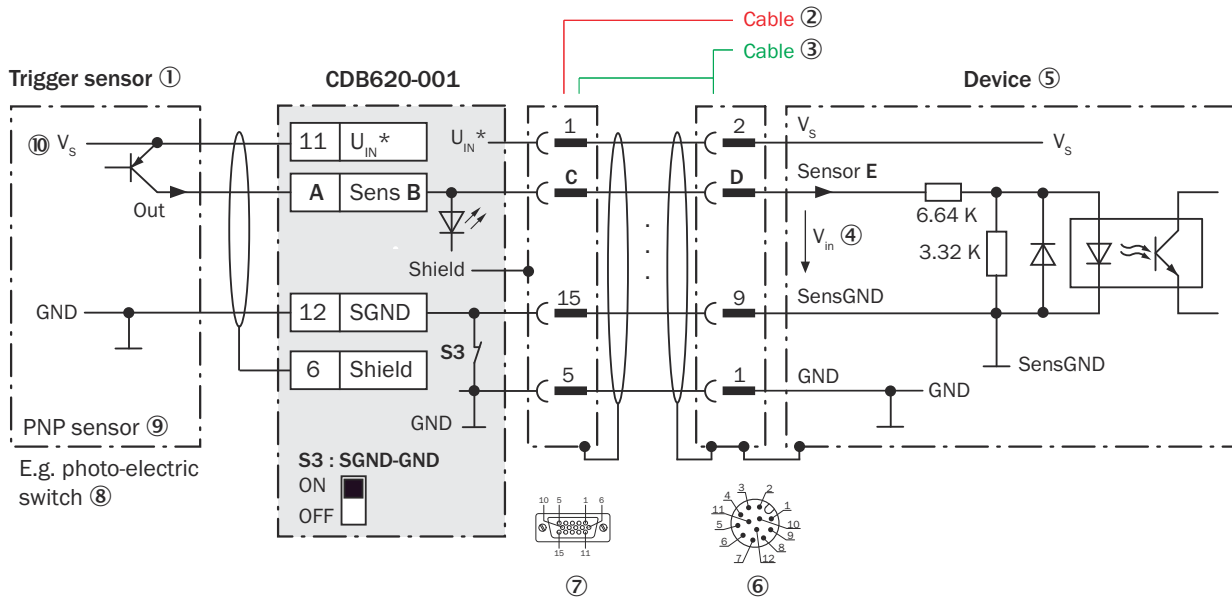 Cable ②
Cable ③
Trigger sensor ①
CDB620-001
Device ⑤
⑩ Vs
11 UIN*
UIN*
1
2
Vs
Vs
A Sens B
C
D
Sensor E
Out
6.64 K
3.32 K
Vin ④
Shield
GND
12 SGND
15
9
SensGND
S3
6 Shield
5
1
GND
GND
SensGND
GND
PNP sensor ⑨
E.g. photo-electric
switch ⑧
S3 : SGND-GND
ON
OFF
10 5 1 6
15 11
3 2
4 1
11 10
5 9
6 8
7 12
⑦
⑥